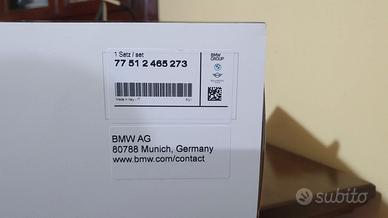 1 Satz / set
77 51 2 465 273
BMW
GROUP
Made in Italy - IT
BMW AG
80788 Munich, Germany
www.bmw.com/contact
subito